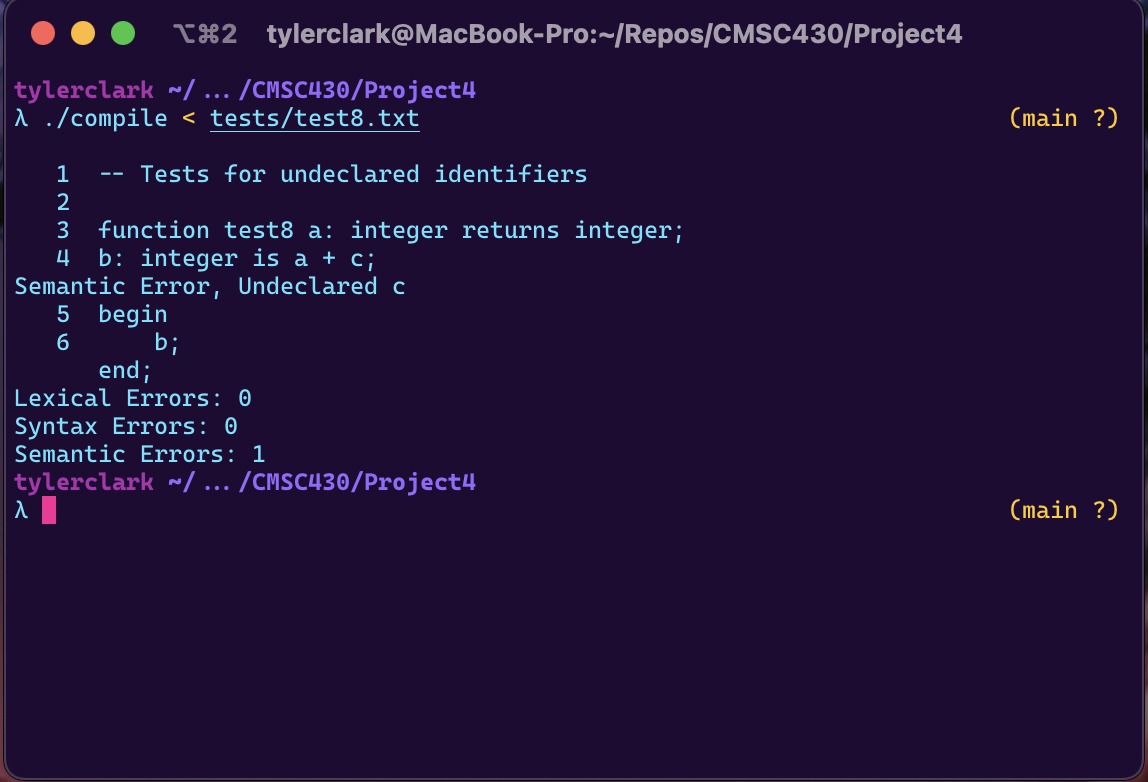 ⌥⌘2 tylerclark@MacBook-Pro:~/Repos/CMSC430/Project4
tylerclark ~/ … /CMSC430/Project4
λ ./compile < tests/test8.txt (main ?)
1 -- Tests for undeclared identifiers
2
3 function test8 a: integer returns integer;
4 b: integer is a + c;
Semantic Error, Undeclared c
5 begin
6 b;
end;
Lexical Errors: 0
Syntax Errors: 0
Semantic Errors: 1
tylerclark ~/ … /CMSC430/Project4
λ (main ?)